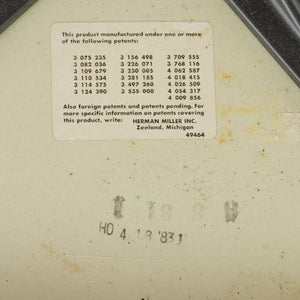 This product manufactured under one or more
of the following patents:
3 075 235 3 156 498 3 709 555
3 082 036 3 226 071 3 768 116
3 109 679 3 230 005 4 062 587
3 110 534 3 281 186 4 018 415
3 114 575 3 497 260 4 026 509
3 124 390 3 535 000 4 054 317
4 009 856
Also foreign patents and patents pending. For
more specific information on patents covering
this product, write: HERMAN MILLER INC.
Zeeland, Michigan
49464
HD 4 18 '83 1